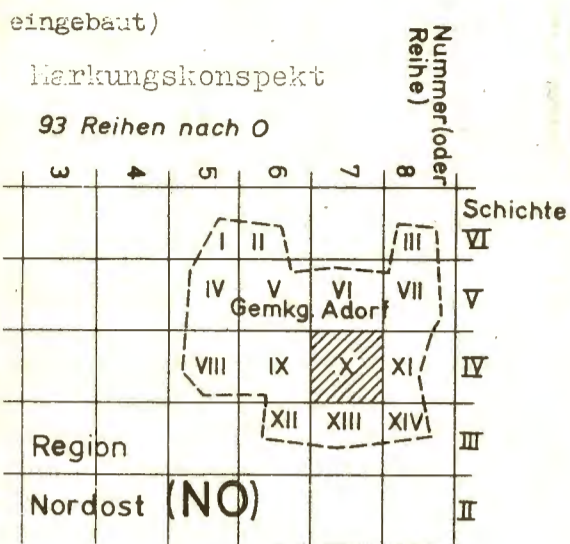 eingebaut)
Markungskonspekt
93 Reihen nach O
Nummer (oder
Reihe)
3 4 5 6 7 8
Schichte
I II III VI
IV V VI VII V
Gemkg. Adorf
VIII IX X XI IV
XII XIII XIV III
Region
Nordost (NO) II